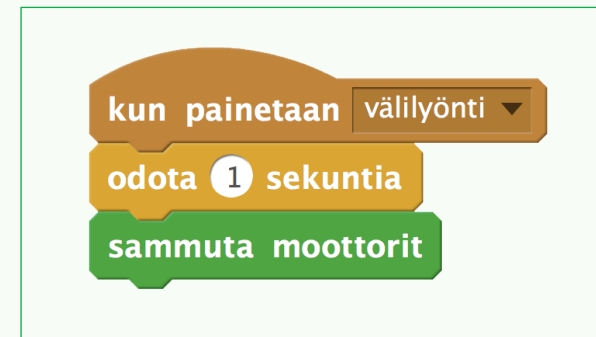 kun painetaan välilyönti
odota 1 sekuntia
sammuta moottorit